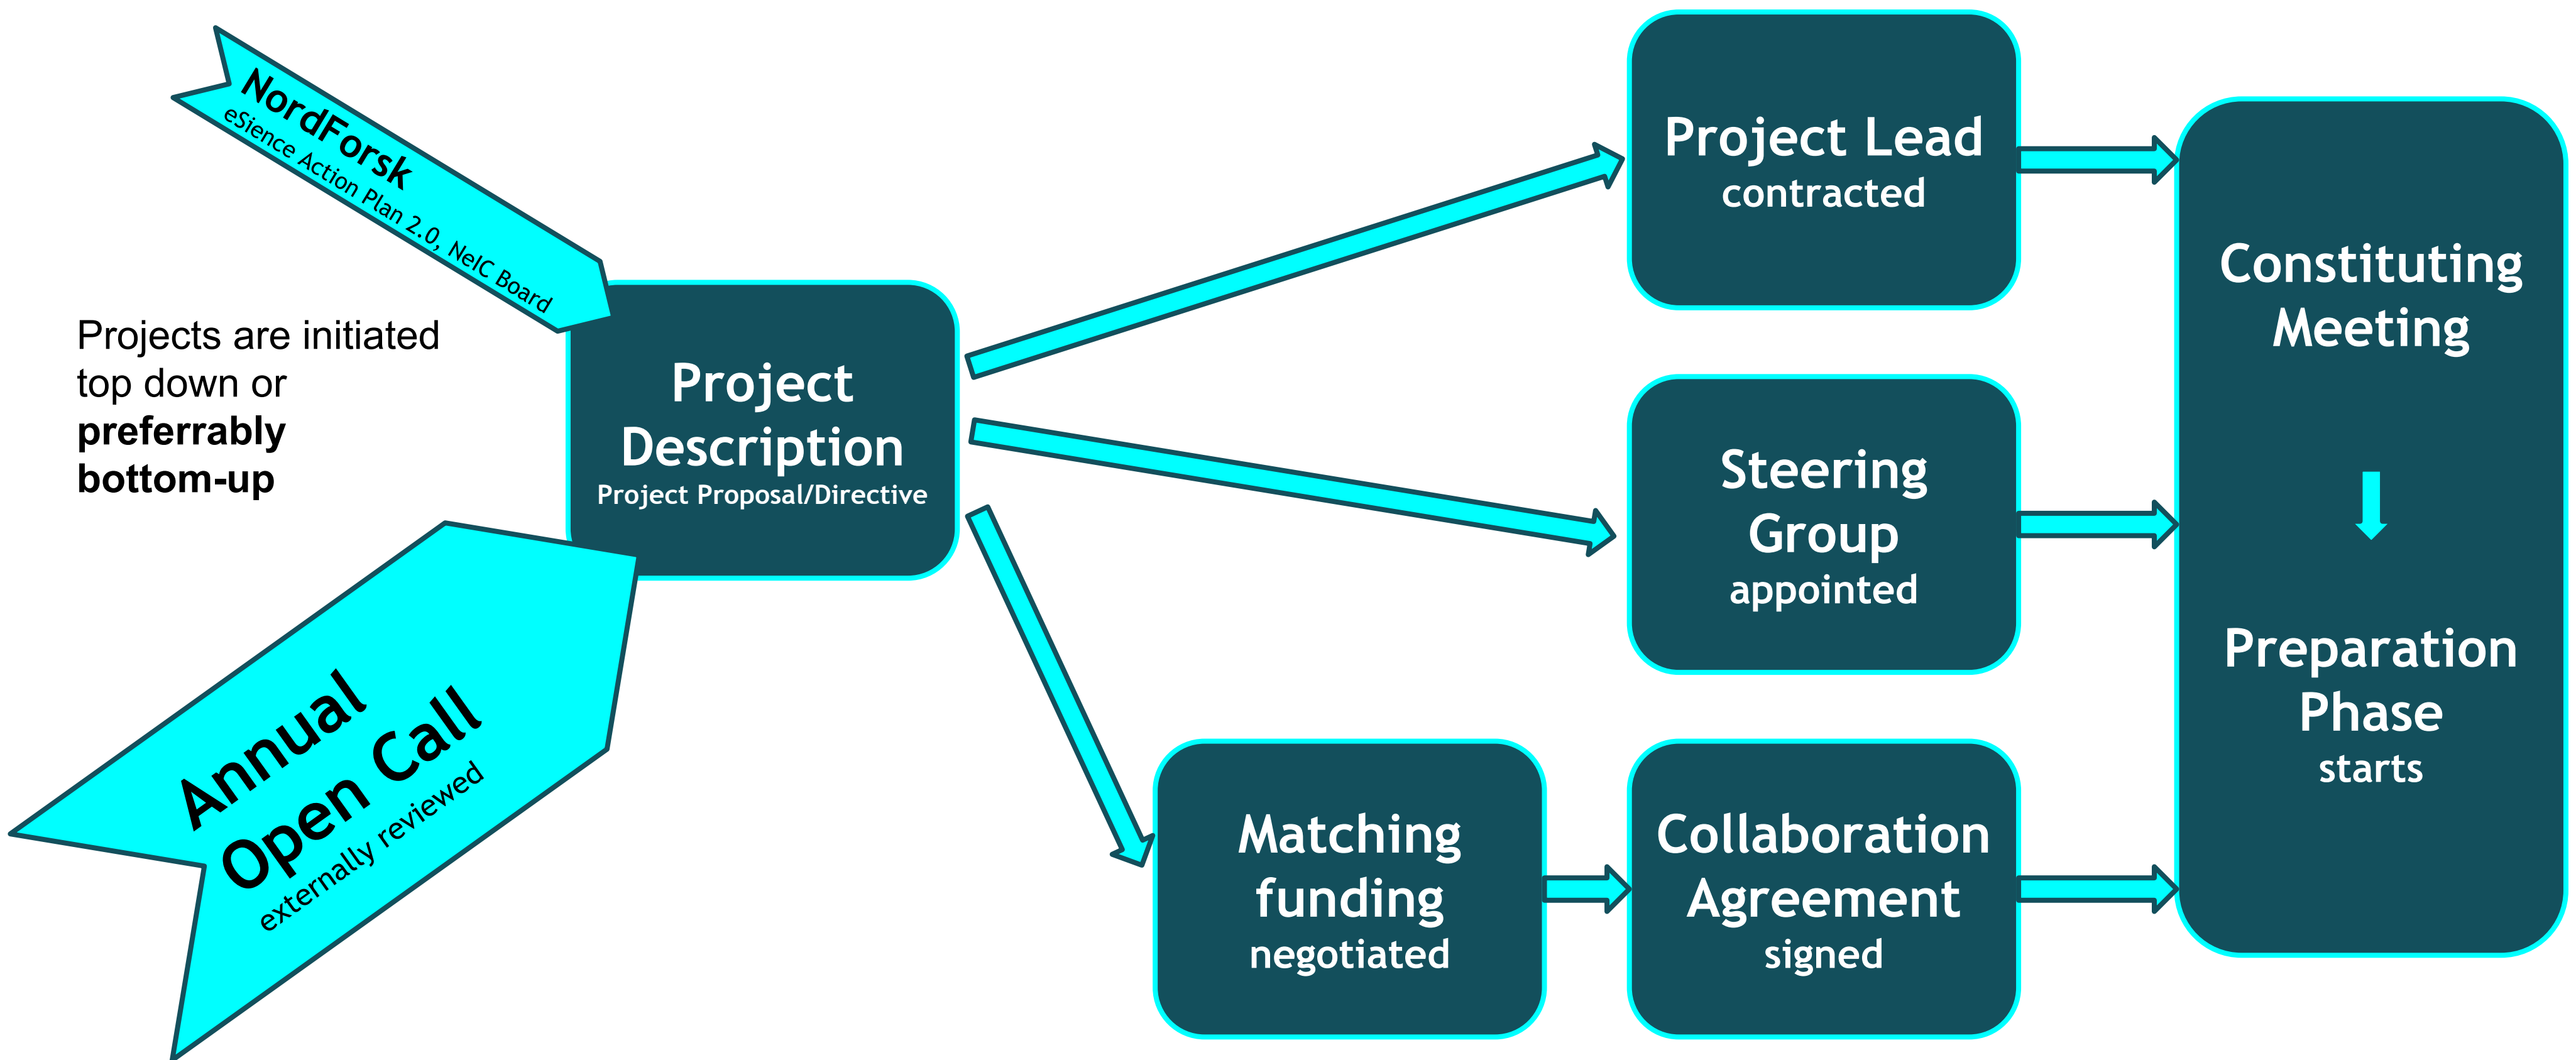 NordForsk
eSience Action Plan 2.0, NeIC Board
Projects are initiated
top down or
preferrably
bottom-up
Annual
Open Call
externally reviewed
Project
Description
Project Proposal/Directive
Project Lead
contracted
Steering
Group
appointed
Matching
funding
negotiated
Collaboration
Agreement
signed
Constituting
Meeting
Preparation
Phase
starts